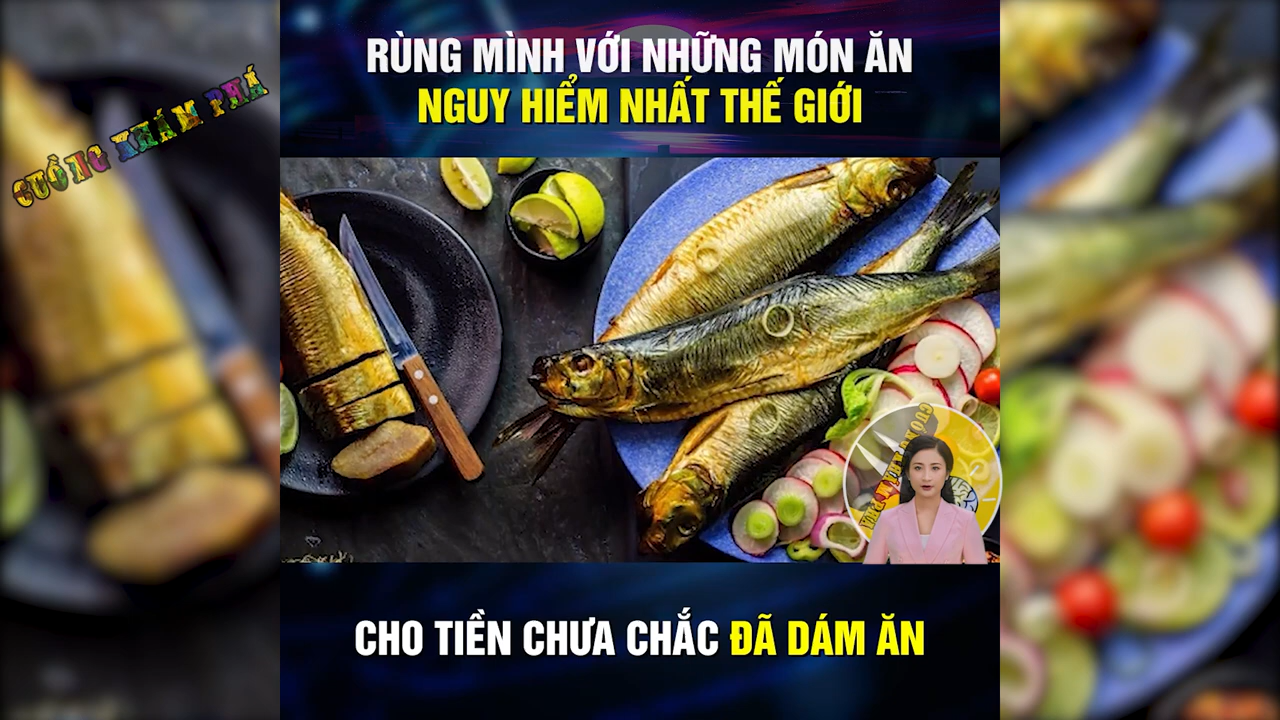 RÙNG MÌNH VỚI NHỮNG MÓN ĂN
NGUY HIỂM NHẤT THẾ GIỚI
CUỒNG KHÁM PHÁ
CHO TIỀN CHƯA CHẮC ĐÃ DÁM ĂN